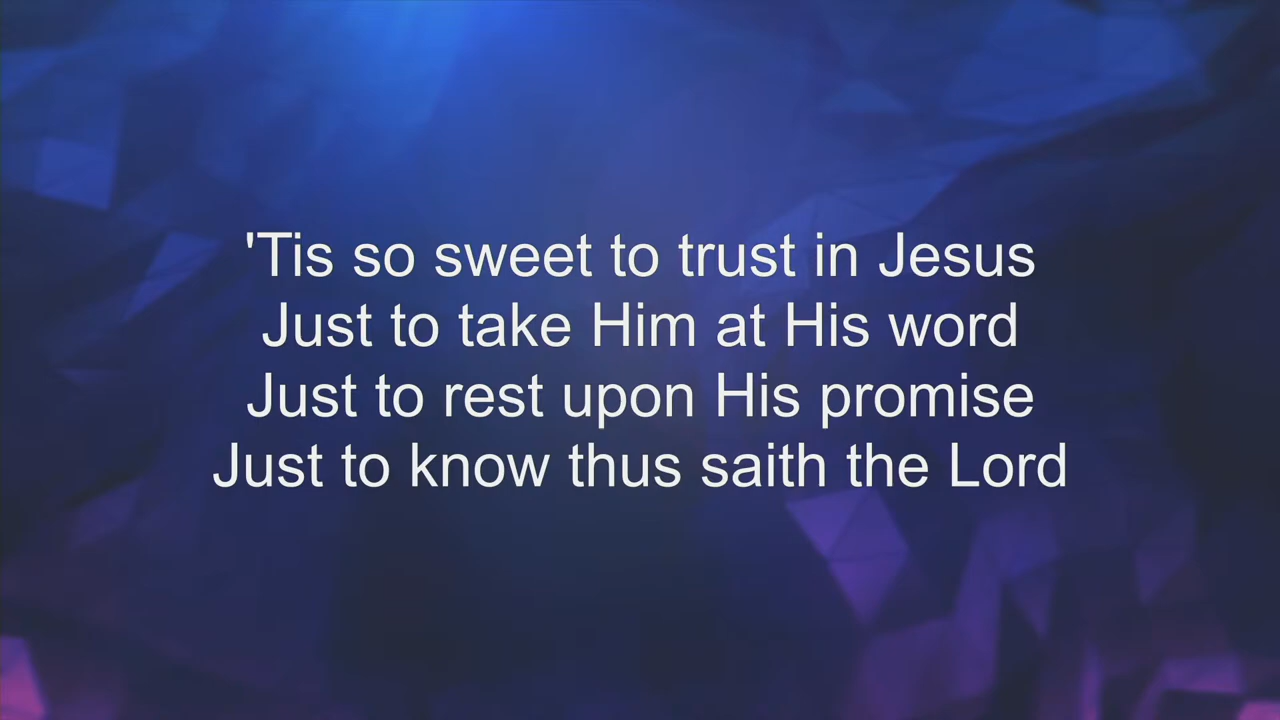 'Tis so sweet to trust in Jesus
Just to take Him at His word
Just to rest upon His promise
Just to know thus saith the Lord